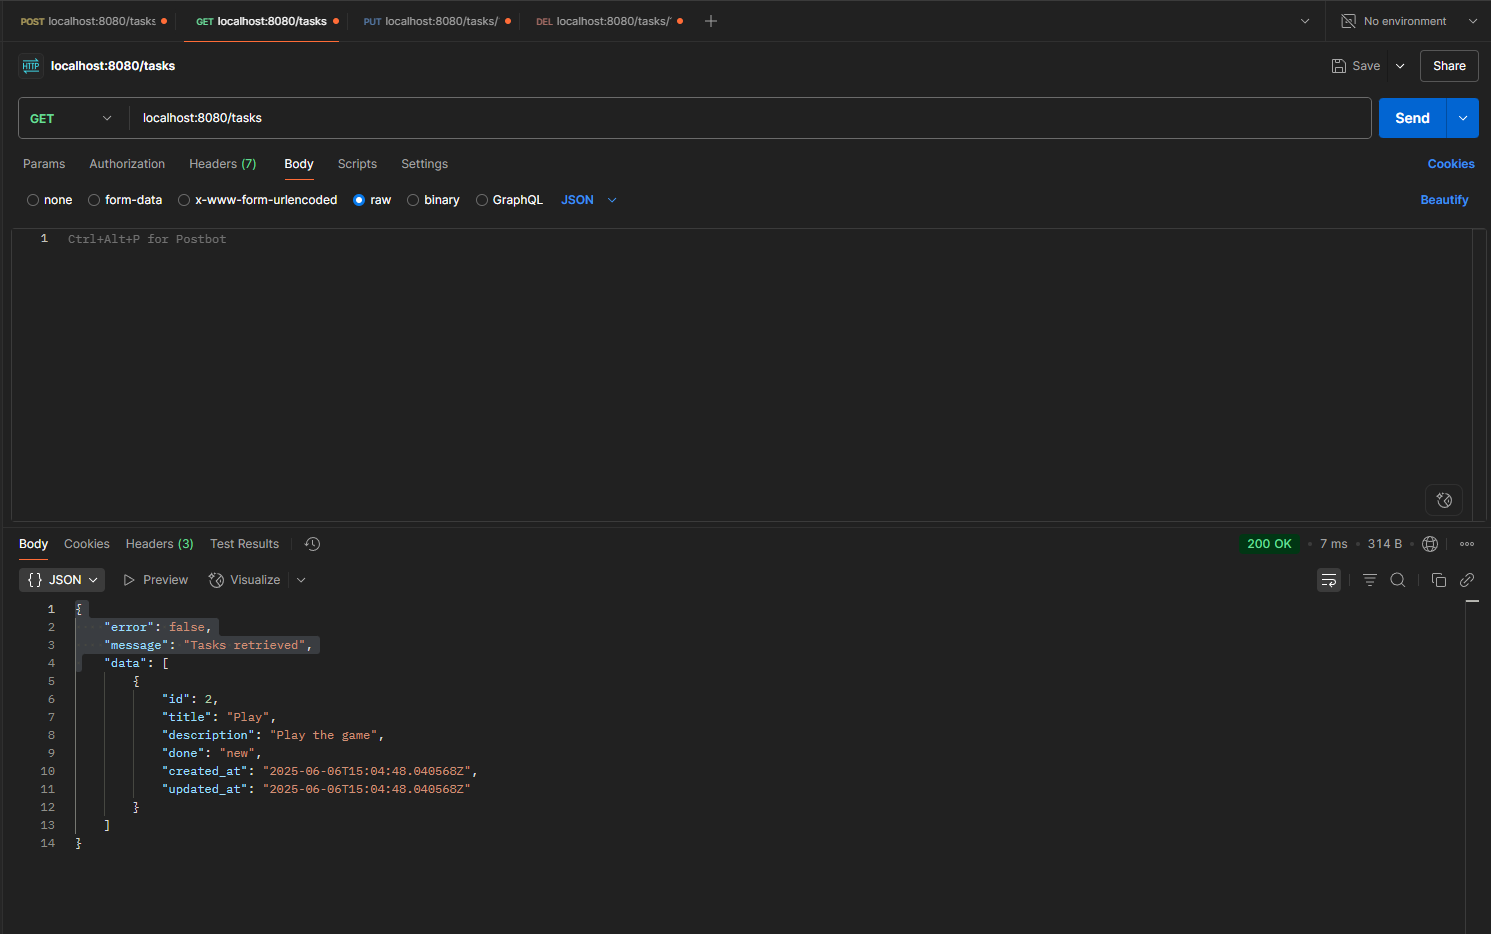 POST localhost:8080/tasks GET localhost:8080/tasks PUT localhost:8080/tasks/ DEL localhost:8080/tasks/ No environment
HTTP localhost:8080/tasks Save Share
GET localhost:8080/tasks Send
Params Authorization Headers (7) Body Scripts Settings Cookies
none form-data x-www-form-urlencoded raw binary GraphQL JSON Beautify
1 Ctrl+Alt+P for Postbot
Body Cookies Headers (3) Test Results 200 OK 7 ms 314 B
{} JSON Preview Visualize
1 {
2 "error": false,
3 "message": "Tasks retrieved",
4 "data": [
5 {
6 "id": 2,
7 "title": "Play",
8 "description": "Play the game",
9 "done": "new",
10 "created_at": "2025-06-06T15:04:48.040568Z",
11 "updated_at": "2025-06-06T15:04:48.040568Z"
12 }
13 ]
14 }